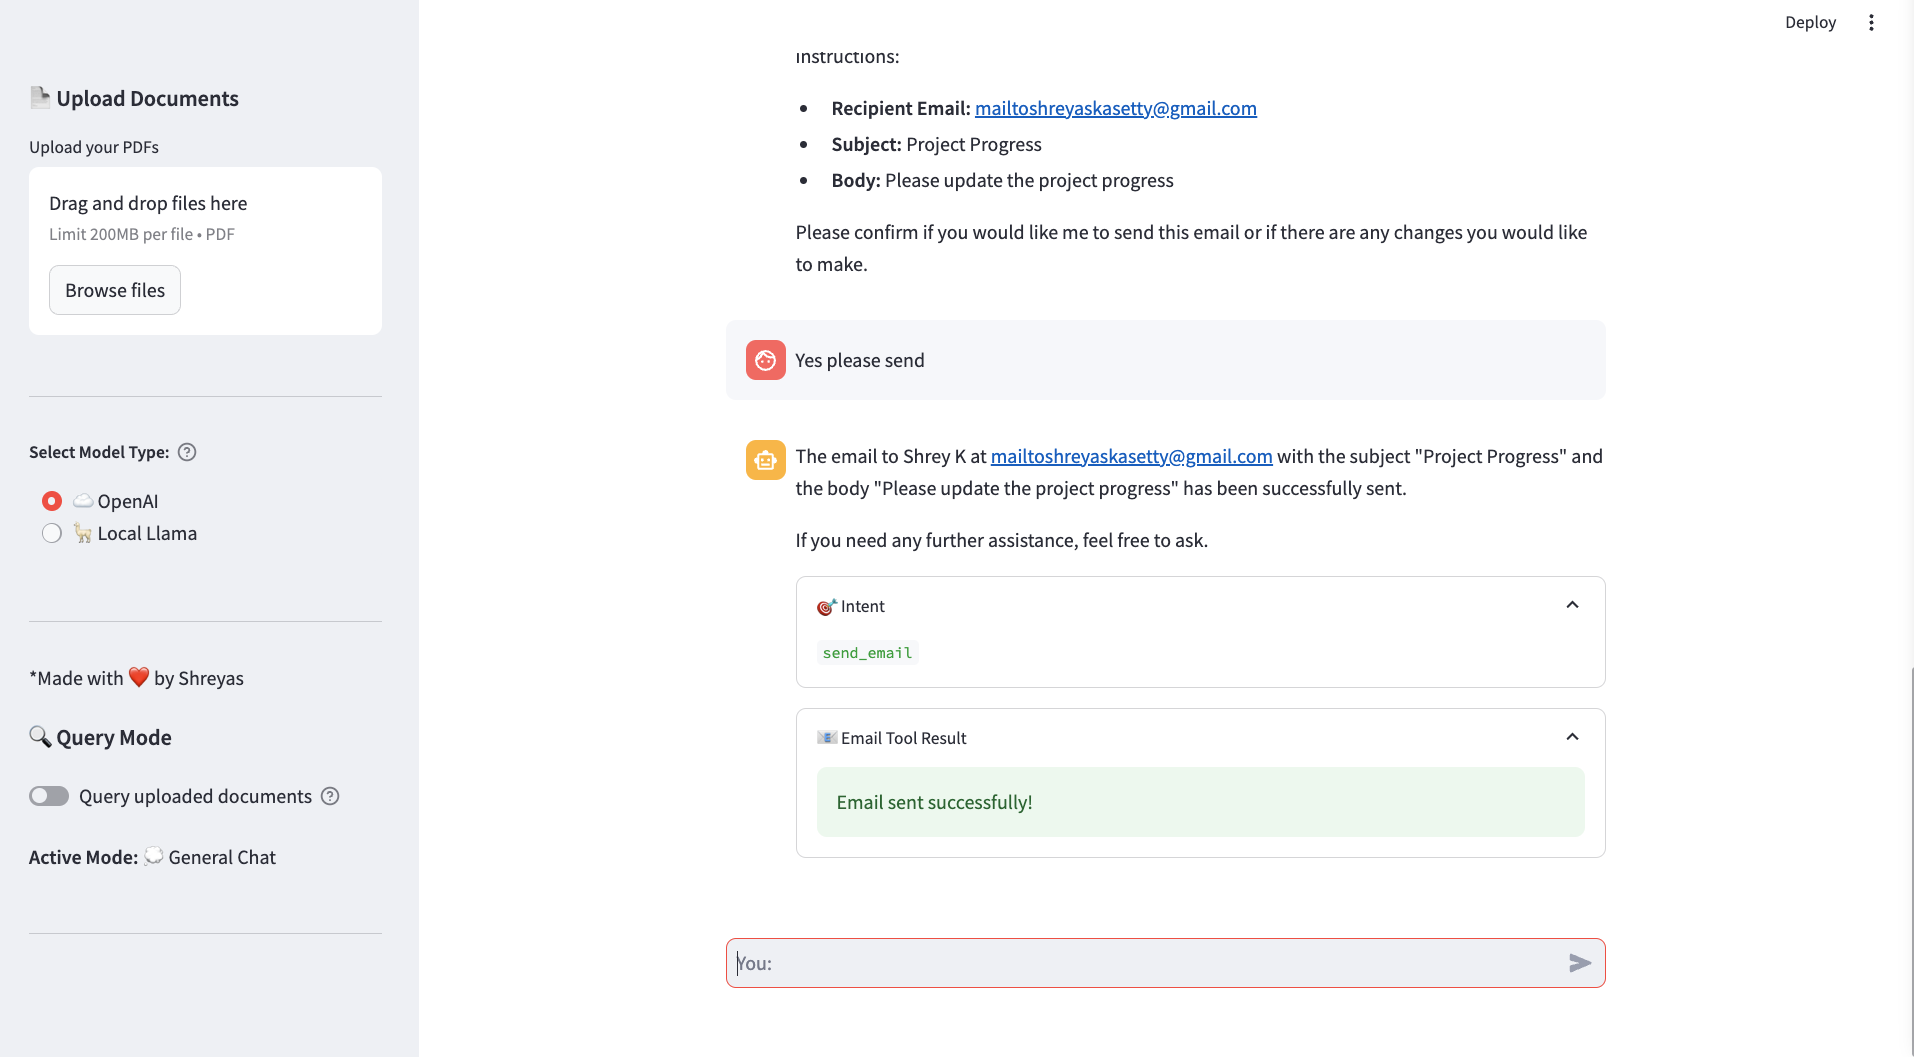 Deploy
Upload Documents
Upload your PDFs
Drag and drop files here
Limit 200MB per file • PDF
Browse files
Select Model Type:
OpenAI
Local Llama
*Made with ❤️ by Shreyas
Query Mode
Query uploaded documents
Active Mode: General Chat
instructions:
• Recipient Email: mailtoshreyaskasetty@gmail.com
• Subject: Project Progress
• Body: Please update the project progress
Please confirm if you would like me to send this email or if there are any changes you would like
to make.
Yes please send
The email to Shrey K at mailtoshreyaskasetty@gmail.com with the subject "Project Progress" and
the body "Please update the project progress" has been successfully sent.
If you need any further assistance, feel free to ask.
Intent
send_email
Email Tool Result
Email sent successfully!
You: